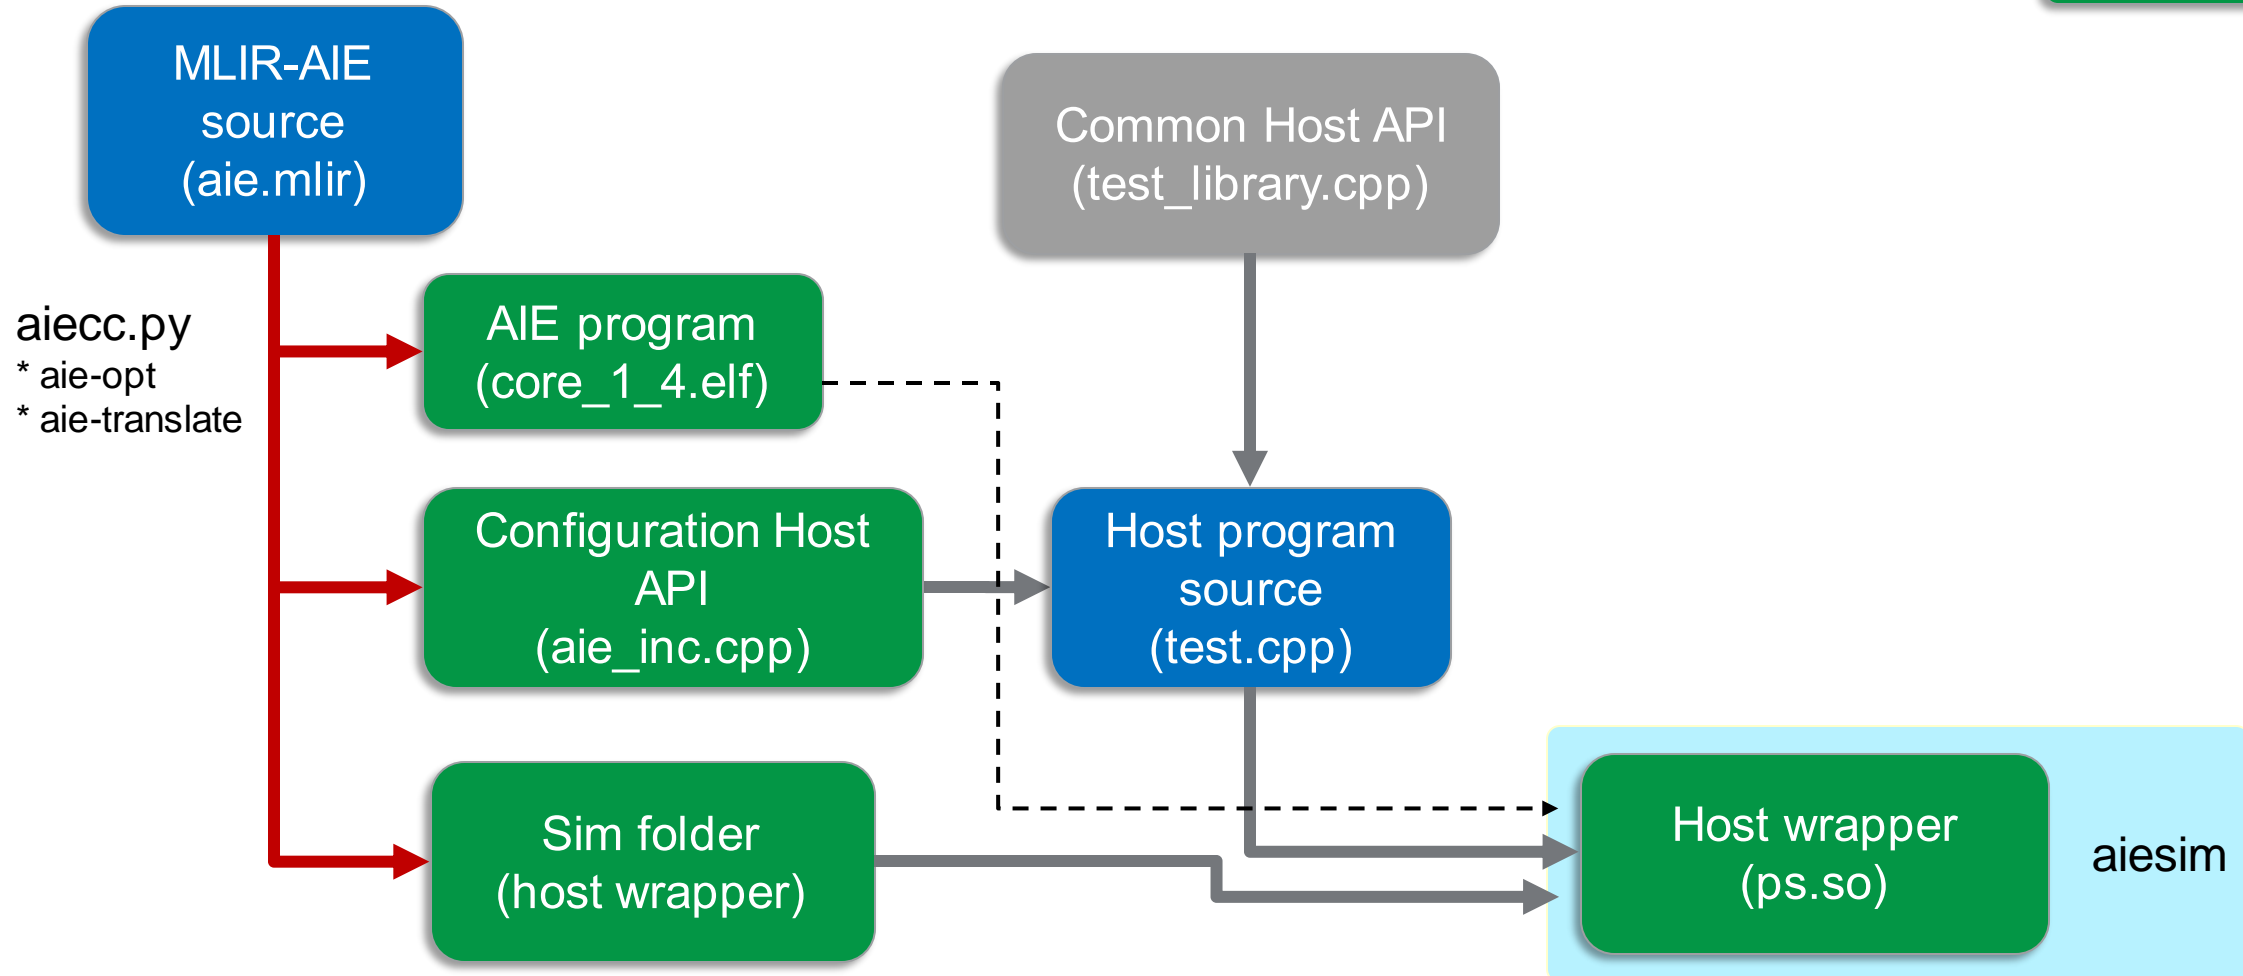 MLIR-AIE
source
(aie.mlir)
Common Host API
(test_library.cpp)
aiecc.py
* aie-opt
* aie-translate
AIE program
(core_1_4.elf)
Configuration Host
API
(aie_inc.cpp)
Host program
source
(test.cpp)
Sim folder
(host wrapper)
Host wrapper
(ps.so)
aiesim